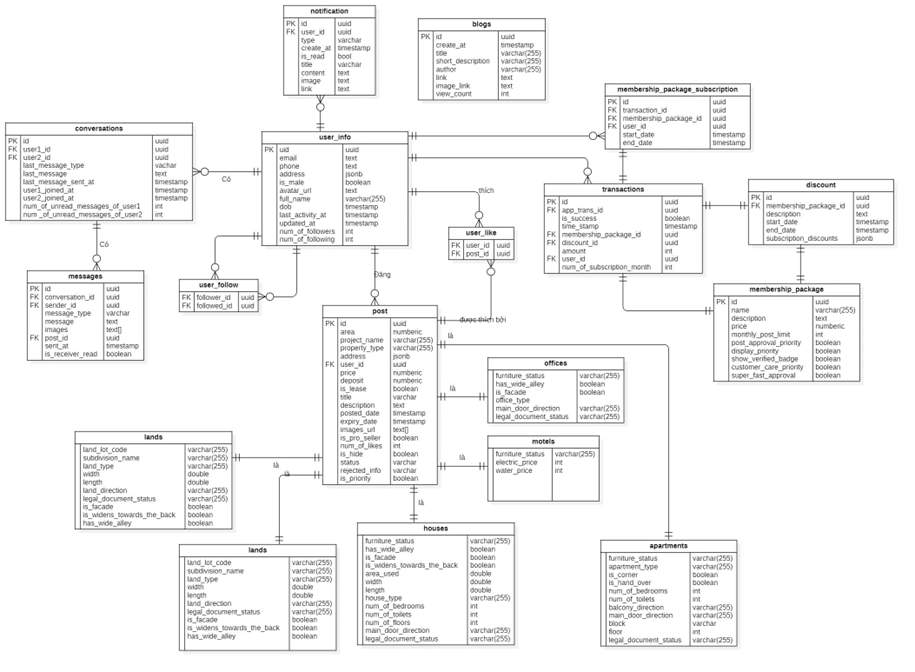 notification
PK id uuid
FK user_id uuid
type varchar
create_at timestamp
is_read bool
title varchar
content text
image text
link text
blogs
PK id uuid
create_at timestamp
title varchar(255)
short_description varchar(255)
author varchar(255)
link text
image_link text
view_count int
membership_package_subscription
PK id uuid
FK transaction_id uuid
FK membership_package_id uuid
FK user_id uuid
start_date timestamp
end_date timestamp
conversations
PK id uuid
FK user1_id uuid
FK user2_id uuid
last_message_type vachar
last_message text
last_message_sent_at timestamp
user1_joined_at timestamp
user2_joined_at timestamp
num_of_unread_messages_of_user1 int
num _of_unread_messages_of_user2 int
Có
user_info
PK uid uuid
email text
phone text
address jsonb
is_male boolean
avatar_url text
full_name varchar(255)
dob timestamp
last_activity_at timestamp
updated_at timestamp
num_of_followers int
num_of_following int
thích
transactions
PK id uuid
FK app_trans_id uuid
is_success boolean
time_stamp timestamp
FK membership_package_id uuid
FK discount_id uuid
amount int
FK user_id uuid
num_of_subscription_month int
discount
PK id uuid
FK membership_package_id uuid
description text
start_date timestamp
end_date timestamp
subscription_discounts jsonb
user_like
FK user_id uuid
FK post_id uuid
Có
messages
PK id uuid
FK conversation_id uuid
FK sender_id uuid
message_type varchar
message text
images text[]
FK post_id uuid
sent_at timestamp
is_receiver_read boolean
user_follow
FK follower_id uuid
FK followed_id uuid
Đăng
được thích bởi
membership_package
PK id uuid
name varchar(255)
description text
price numberic
monthly_post_limit int
post_approval_priority boolean
display_priority boolean
show_verified_badge boolean
customer_care_priority boolean
super_fast_approval boolean
post
PK id uuid
area numberic
project_name varchar(255)
property_type varchar(255)
address jsonb
FK user_id uuid
price numberic
deposit numberic
is_lease boolean
title varchar
description text
posted_date timestamp
expiry_date timestamp
images_url text[]
is_pro_seller boolean
num_of_likes int
is_hide boolean
status varchar
rejected_info varchar
is_priority boolean
là
là
offices
furniture_status varchar(255)
has_wide_alley boolean
is_facade boolean
office_type
main_door_direction varchar(255)
legal_document_status varchar(255)
là
motels
furniture_status varchar(255)
electric_price int
water_price int
lands
land_lot_code varchar(255)
subdivision_name varchar(255)
land_type varchar(255)
width double
length double
land_direction varchar(255)
legal_document_status varchar(255)
is_facade boolean
is_widens_towards_the_back boolean
has_wide_alley boolean
là
là
là
lands
land_lot_code varchar(255)
subdivision_name varchar(255)
land_type varchar(255)
width double
length double
land_direction varchar(255)
legal_document_status varchar(255)
is_facade boolean
is_widens_towards_the_back boolean
has_wide_alley boolean
houses
furniture_status varchar(255)
has_wide_alley boolean
is_facade boolean
is_widens_towards_the_back boolean
area_used double
width double
length double
house_type varchar(255)
num_of_bedrooms int
num_of_toilets int
num_of_floors int
main_door_direction varchar(255)
legal_document_status varchar(255)
apartments
furniture_status varchar(255)
apartment_type varchar(255)
is_corner boolean
is_hand_over boolean
num_of_bedrooms int
num_of_toilets int
balcony_direction varchar(255)
main_door_direction varchar(255)
block varchar
floor int
legal_document_status varchar(255)